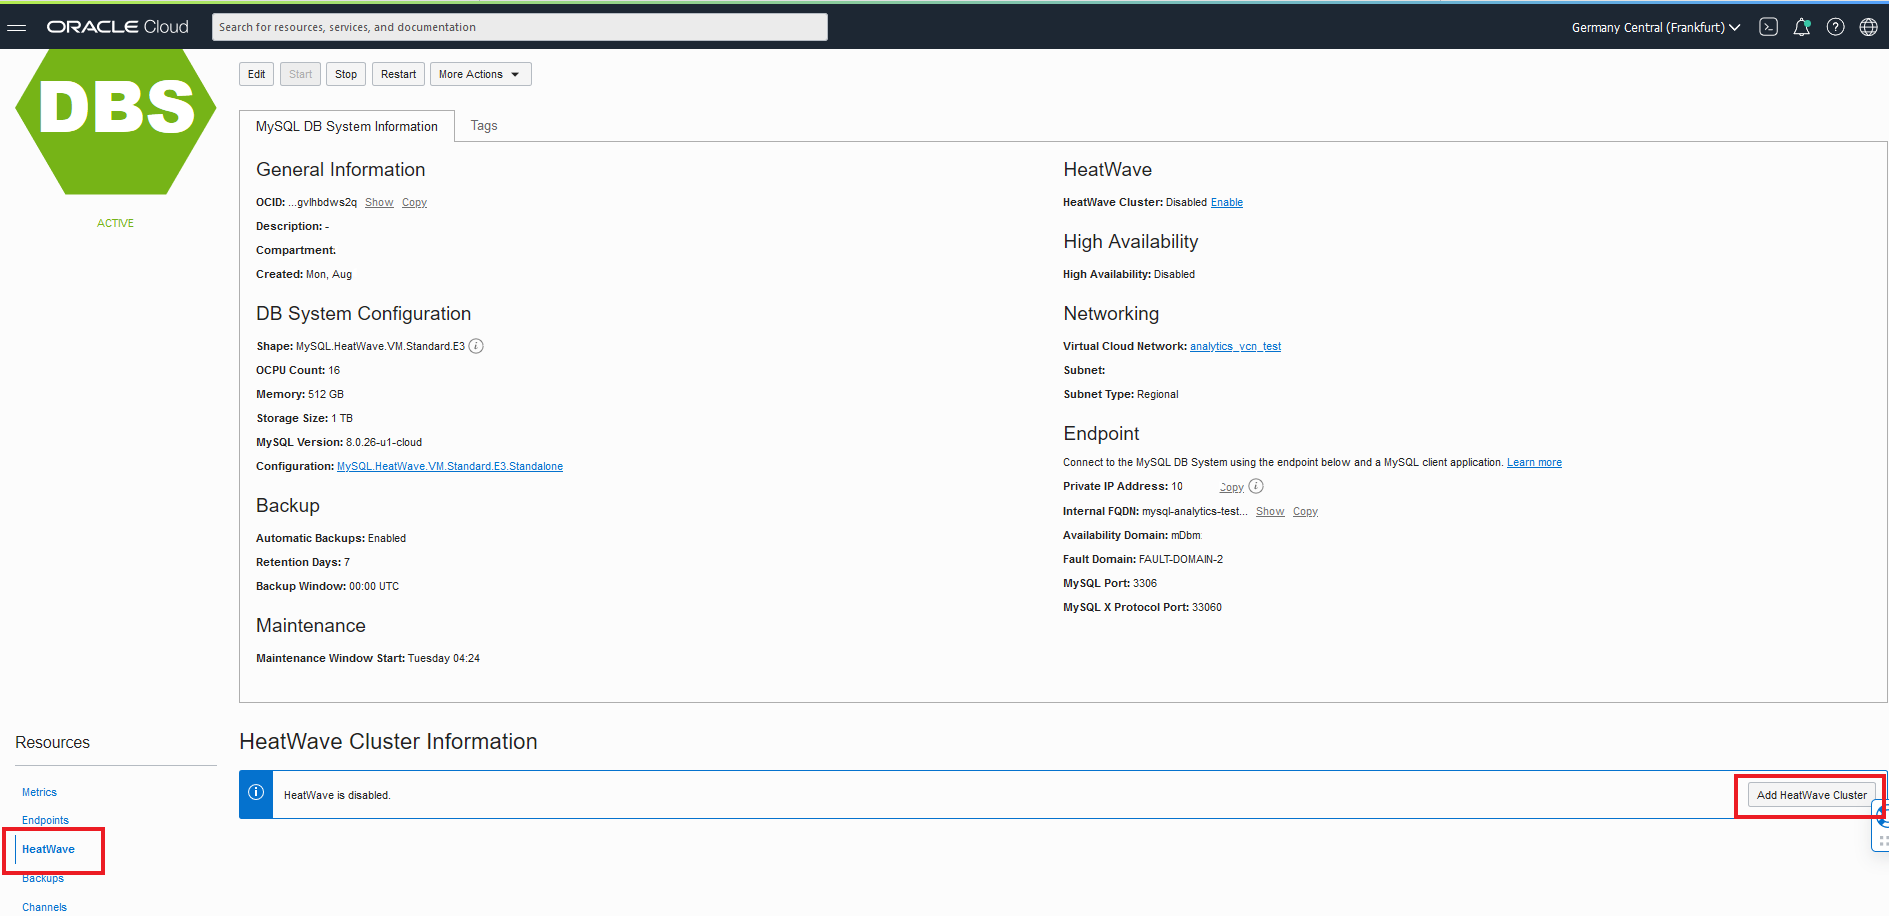 ORACLE Cloud
Search for resources, services, and documentation
Germany Central (Frankfurt)
DBS
ACTIVE
Edit
Start
Stop
Restart
More Actions
MySQL DB System Information
Tags
General Information
OCID: ...gvlhbdws2q Show Copy
Description: -
Compartment:
Created: Mon, Aug
DB System Configuration
Shape: MySQL.HeatWave.VM.Standard.E3
OCPU Count: 16
Memory: 512 GB
Storage Size: 1 TB
MySQL Version: 8.0.26-u1-cloud
Configuration: MySQL.HeatWave.VM.Standard.E3.Standalone
Backup
Automatic Backups: Enabled
Retention Days: 7
Backup Window: 00:00 UTC
Maintenance
Maintenance Window Start: Tuesday 04:24
HeatWave
HeatWave Cluster: Disabled Enable
High Availability
High Availability: Disabled
Networking
Virtual Cloud Network: analytics_vcn_test
Subnet:
Subnet Type: Regional
Endpoint
Connect to the MySQL DB System using the endpoint below and a MySQL client application. Learn more
Private IP Address: 10 Copy
Internal FQDN: mysql-analytics-test... Show Copy
Availability Domain: mDbm
Fault Domain: FAULT-DOMAIN-2
MySQL Port: 3306
MySQL X Protocol Port: 33060
Resources
Metrics
Endpoints
HeatWave
Backups
Channels
HeatWave Cluster Information
HeatWave is disabled.
Add HeatWave Cluster